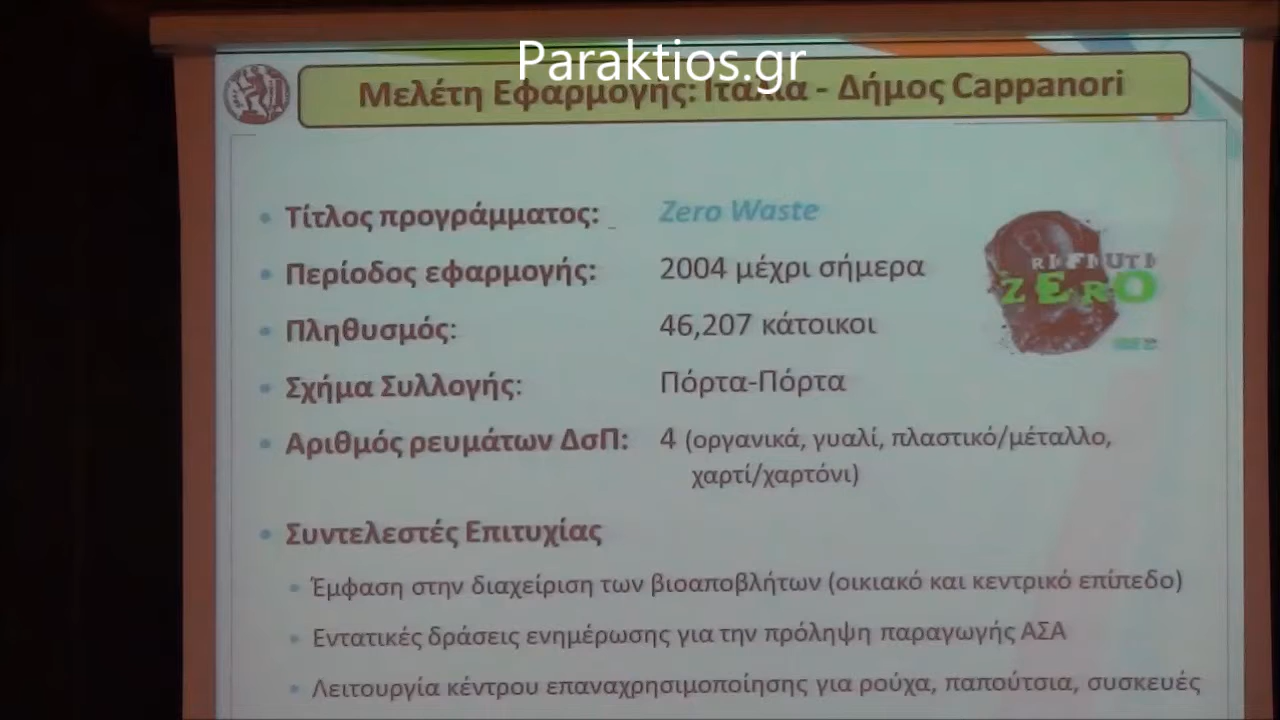 Paraktios.gr
Μελέτη Εφαρμογής: Ιταλία - Δήμος Cappanori
• Τίτλος προγράμματος: Zero Waste
• Περίοδος εφαρμογής: 2004 μέχρι σήμερα
• Πληθυσμός: 46,207 κάτοικοι
• Σχήμα Συλλογής: Πόρτα-Πόρτα
• Αριθμός ρευμάτων ΔσΠ: 4 (οργανικά, γυαλί, πλαστικό/μέταλλο,
χαρτί/χαρτόνι)
RIFIUTI
ZERO
• Συντελεστές Επιτυχίας
• Έμφαση στην διαχείριση των βιοαποβλήτων (οικιακό και κεντρικό επίπεδο)
• Εντατικές δράσεις ενημέρωσης για την πρόληψη παραγωγής ΑΣΑ
• Λειτουργία κέντρου επαναχρησιμοποίησης για ρούχα, παπούτσια, συσκευές